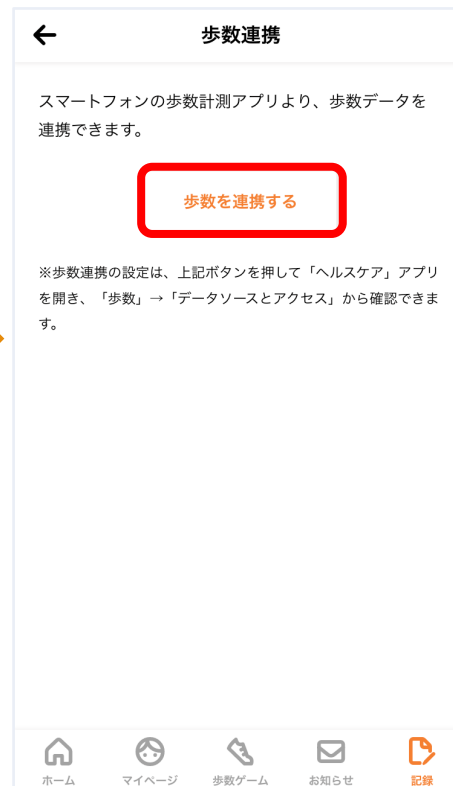 歩数連携
スマートフォンの歩数計測アプリより、歩数データを
連携できます。
歩数を連携する
※歩数連携の設定は、上記ボタンを押して「ヘルスケア」アプリ
を開き、「歩数」→「データソースとアクセス」から確認できま
す。
ホーム マイページ 歩数ゲーム お知らせ 記録